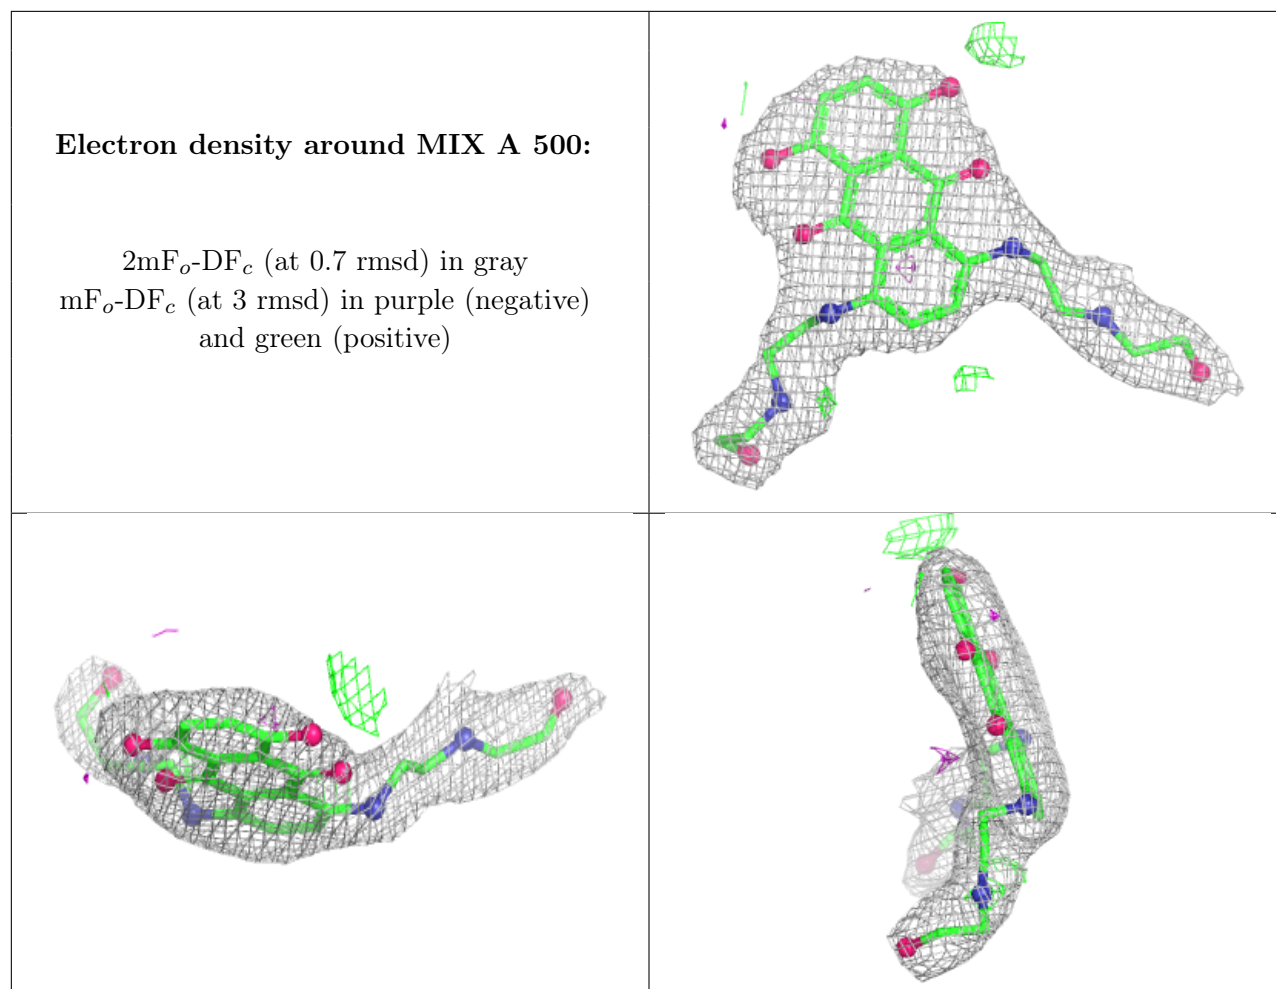 Electron density around MIX A 500:
2mFo-DFc (at 0.7 rmsd) in gray
mFo-DFc (at 3 rmsd) in purple (negative)
and green (positive)